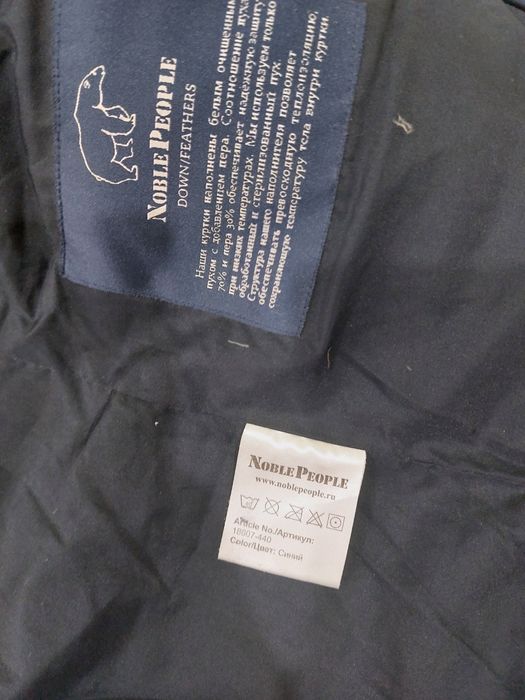 NOBLE PEOPLE
DOWN/FEATHERS
Наши куртки наполнены белым очищенным
пухом с добавлением пера. Соотношение пуха
70% и пера 30% обеспечивает надёжную защиту
при низких температурах. Мы используем только
обработанный и стерилизованный пух.
Структура нашего наполнителя позволяет
обеспечивать превосходную теплоизоляцию,
сохраняющую температуру тела внутри куртки.
NOBLE PEOPLE
www.noblepeople.ru
Article No./Артикул:
18607-440
Color/Цвет: Синий